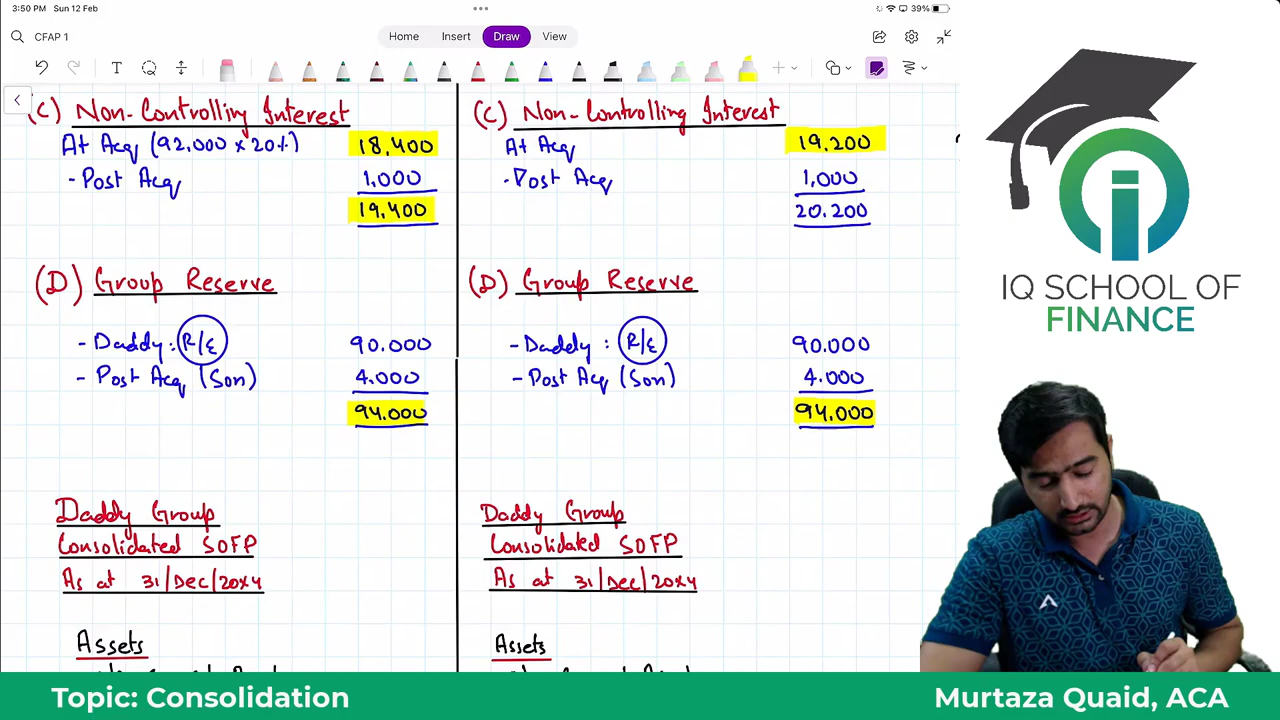 3:50 PM Sun 12 Feb
39%
CFAP 1
Home Insert Draw View
(C) Non-Controlling Interest
At Acq (92,000 x 20%) 18,400
- Post Acq 1,000
19,400
(D) Group Reserve
- Daddy : R/E 90.000
- Post Acq (Son) 4.000
94.000
Daddy Group
Consolidated SOFP
As at 31/Dec/20x4
Assets
(C) Non-Controlling Interest
At Acq 19,200
- Post Acq 1,000
20.200
(D) Group Reserve
- Daddy : R/E 90.000
- Post Acq (Son) 4.000
94.000
Daddy Group
Consolidated SOFP
As at 31/Dec/20x4
Assets
IQ SCHOOL OF
FINANCE
Topic: Consolidation
Murtaza Quaid, ACA